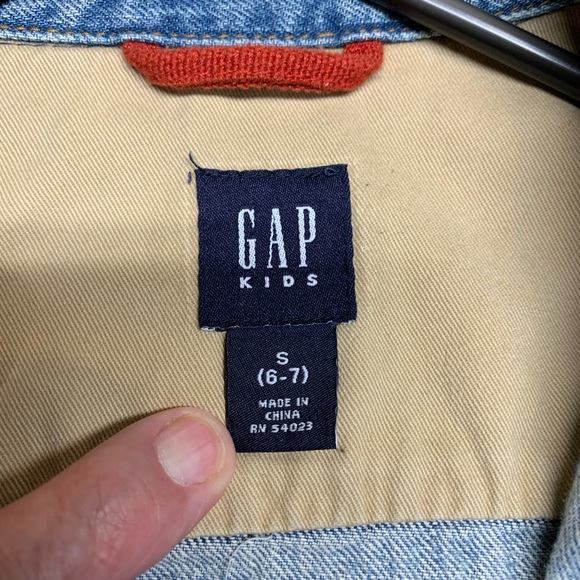 GAP
KIDS
S
(6-7)
MADE IN
CHINA
RN 54023